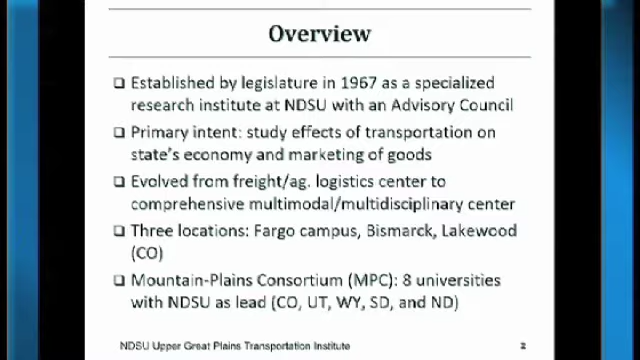 Overview
❑ Established by legislature in 1967 as a specialized
research institute at NDSU with an Advisory Council
❑ Primary intent: study effects of transportation on
state's economy and marketing of goods
❑ Evolved from freight/ag. logistics center to
comprehensive multimodal/multidisciplinary center
❑ Three locations: Fargo campus, Bismarck, Lakewood
(CO)
❑ Mountain-Plains Consortium (MPC): 8 universities
with NDSU as lead (CO, UT, WY, SD, and ND)
NDSU Upper Great Plains Transportation Institute 2